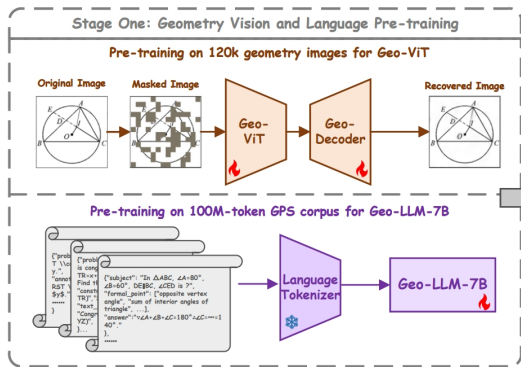 Stage One: Geometry Vision and Language Pre-training
Pre-training on 120k geometry images for Geo-ViT
Original Image
Masked Image
Recovered Image
E
A
D
O
B
C
Geo-
ViT
Geo-
Decoder
E
A
D
O
B
C
Pre-training on 100M-token GPS corpus for Geo-LLM-7B
{"subject": "In △ABC, ∠A=80°,
∠B=60°, DE∥BC, ∠CED is ?",
"formal_point": ["opposite vertex
angle", "sum of interior angles of
triangle", ...],
"answer":"∵∠A+∠B+∠C=180°∴∠C=⋯=1
40°."
},
......
Language
Tokenizer
Geo-LLM-7B